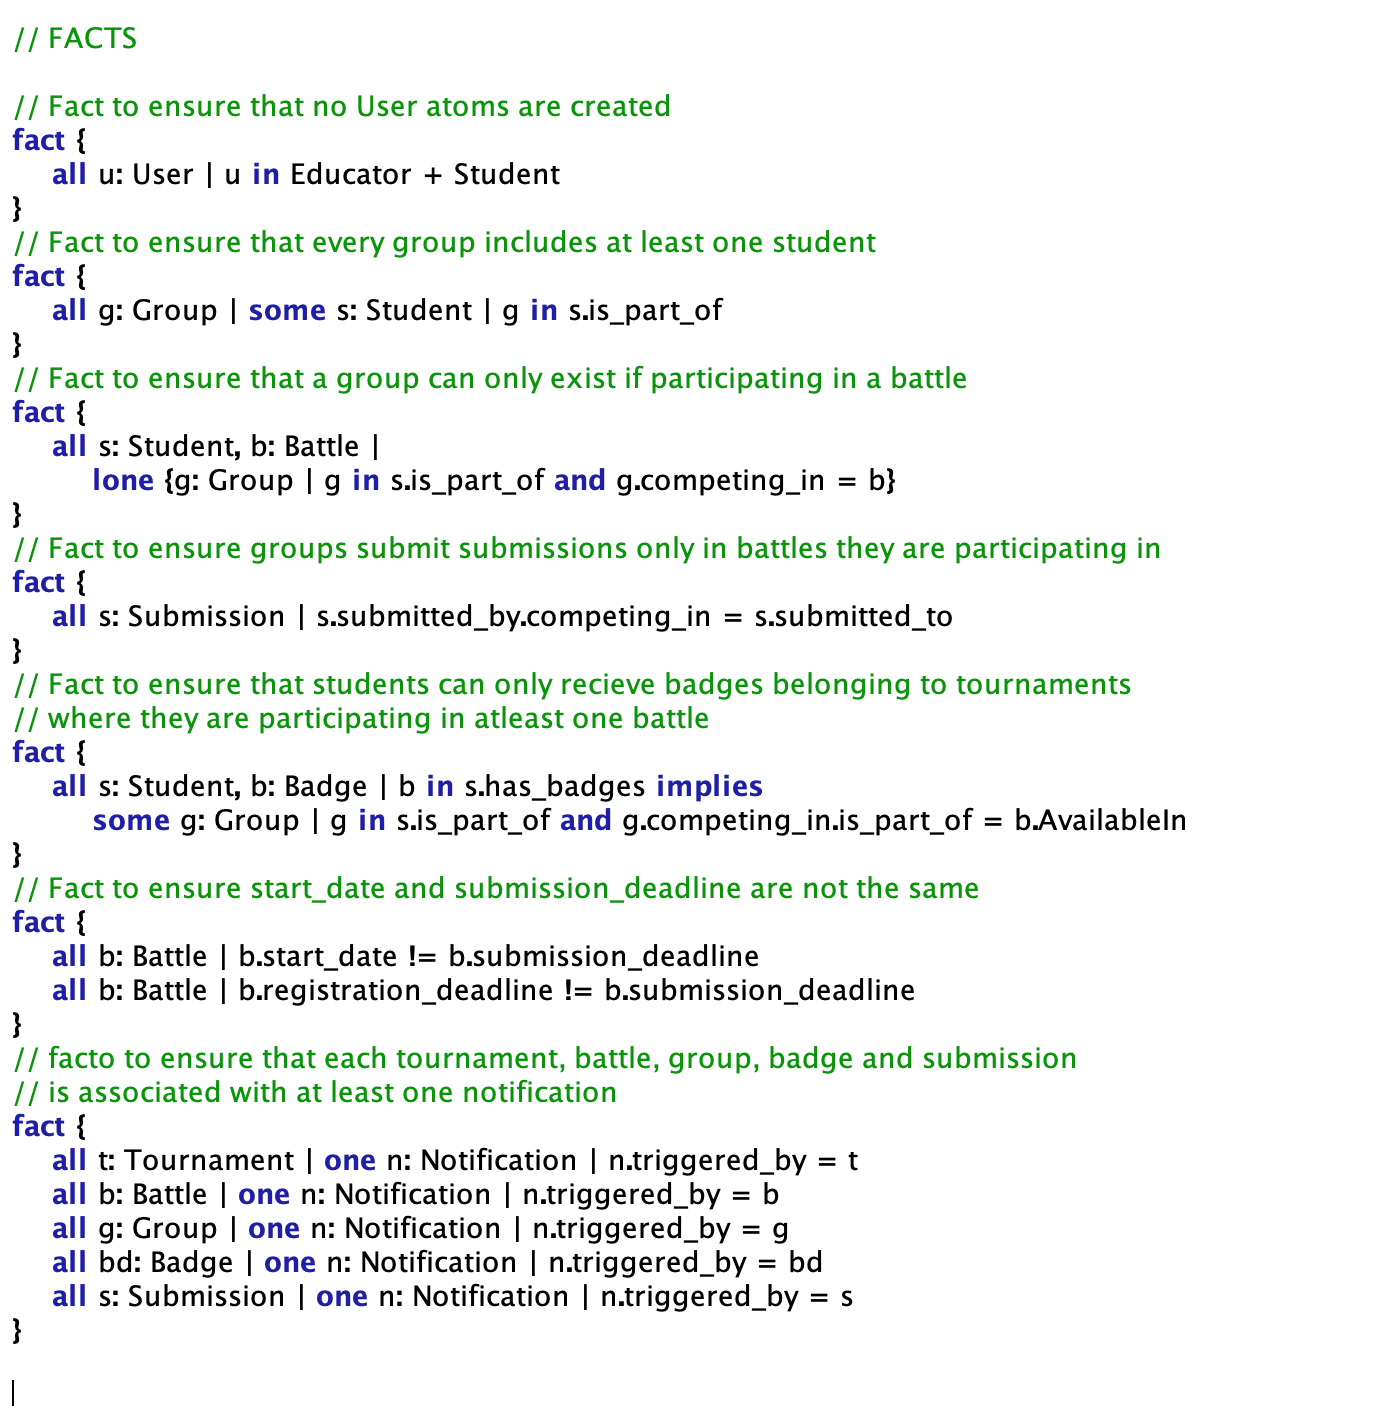 // FACTS
// Fact to ensure that no User atoms are created
fact {
all u: User | u in Educator + Student
}
// Fact to ensure that every group includes at least one student
fact {
all g: Group | some s: Student | g in s.is_part_of
}
// Fact to ensure that a group can only exist if participating in a battle
fact {
all s: Student, b: Battle |
lone {g: Group | g in s.is_part_of and g.competing_in = b}
}
// Fact to ensure groups submit submissions only in battles they are participating in
fact {
all s: Submission | s.submitted_by.competing_in = s.submitted_to
}
// Fact to ensure that students can only recieve badges belonging to tournaments
// where they are participating in atleast one battle
fact {
all s: Student, b: Badge | b in s.has_badges implies
some g: Group | g in s.is_part_of and g.competing_in.is_part_of = b.AvailableIn
}
// Fact to ensure start_date and submission_deadline are not the same
fact {
all b: Battle | b.start_date != b.submission_deadline
all b: Battle | b.registration_deadline != b.submission_deadline
}
// facto to ensure that each tournament, battle, group, badge and submission
// is associated with at least one notification
fact {
all t: Tournament | one n: Notification | n.triggered_by = t
all b: Battle | one n: Notification | n.triggered_by = b
all g: Group | one n: Notification | n.triggered_by = g
all bd: Badge | one n: Notification | n.triggered_by = bd
all s: Submission | one n: Notification | n.triggered_by = s
}